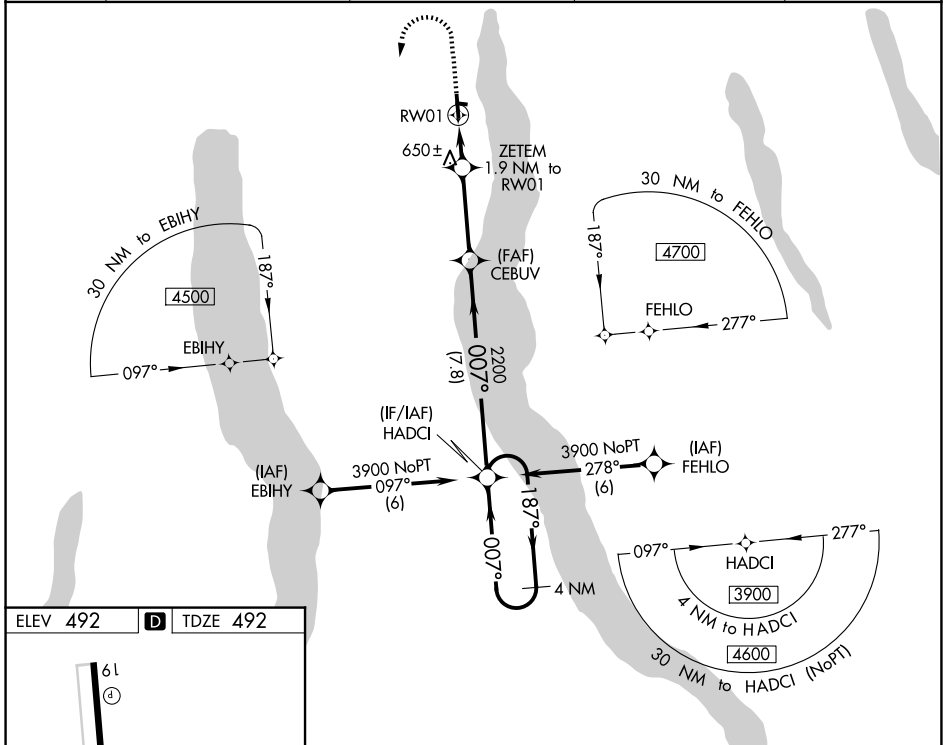 RW01
650±
ZETEM
1.9 NM to
RW01
30 NM to EBIHY
187°
4500
EBIHY
097°
30 NM to FEHLO
187°
4700
FEHLO
277°
(FAF)
CEBUV
2200
007°
(7.8)
(IF/IAF)
HADCI
(IAF)
EBIHY
3900 NoPT
097°
(6)
3900 NoPT
278°
(6)
(IAF)
FEHLO
187°
007°
4 NM
097°
277°
HADCI
3900
4 NM to HADCI
4600
30 NM to HADCI (NoPT)
ELEV 492 D TDZE 492
19
P